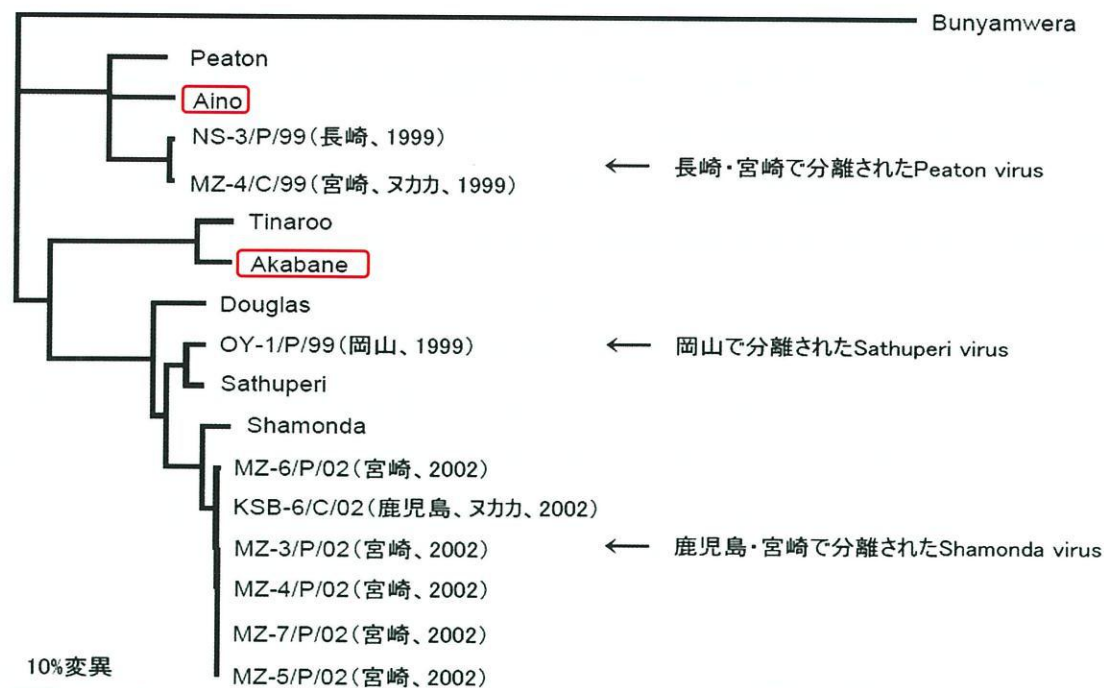 Bunyamwera
Peaton
Aino
NS-3/P/99(長崎、1999)
← 長崎・宮崎で分離されたPeaton virus
MZ-4/C/99(宮崎、ヌカカ、1999)
Tinaroo
Akabane
Douglas
OY-1/P/99(岡山、1999) ← 岡山で分離されたSathuperi virus
Sathuperi
Shamonda
MZ-6/P/02(宮崎、2002)
KSB-6/C/02(鹿児島、ヌカカ、2002)
MZ-3/P/02(宮崎、2002) ← 鹿児島・宮崎で分離されたShamonda virus
MZ-4/P/02(宮崎、2002)
MZ-7/P/02(宮崎、2002)
10%変異
MZ-5/P/02(宮崎、2002)